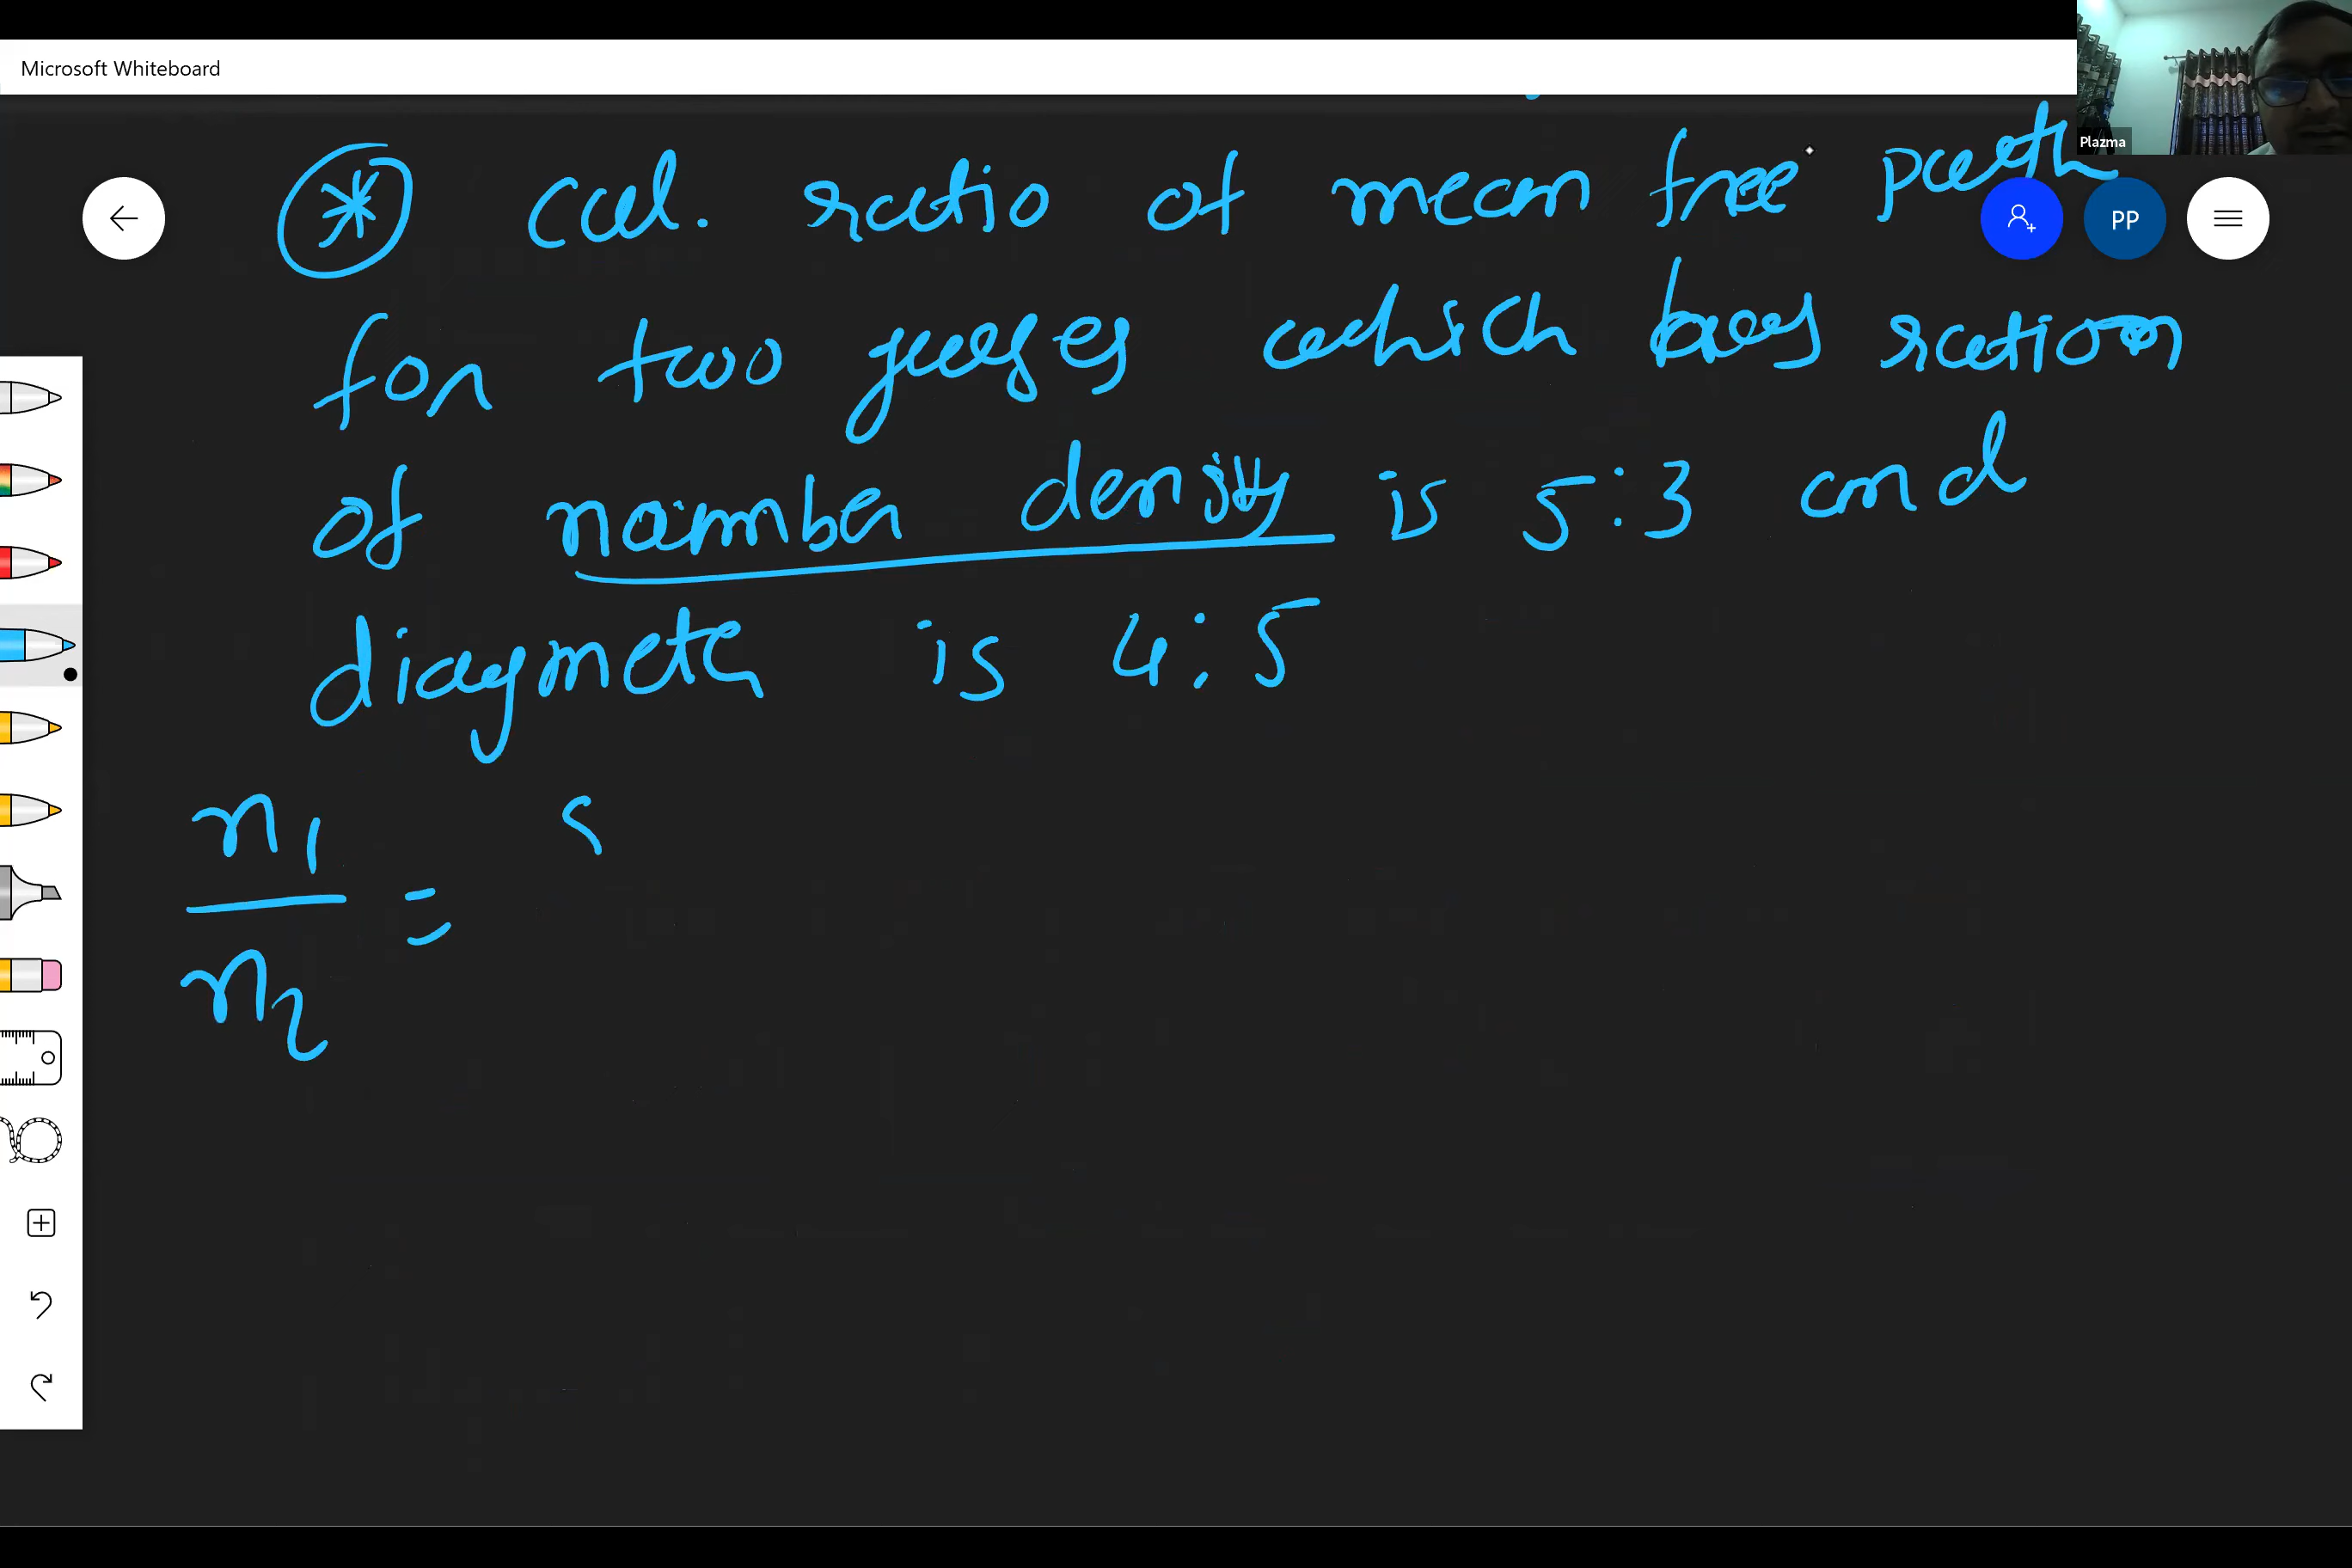 Microsoft Whiteboard
Plazma
PP
* Cal. ratio of mean free path
for two gases which has ratio
of number density is 5:3 and
diameter is 4:5
n1
=
n2